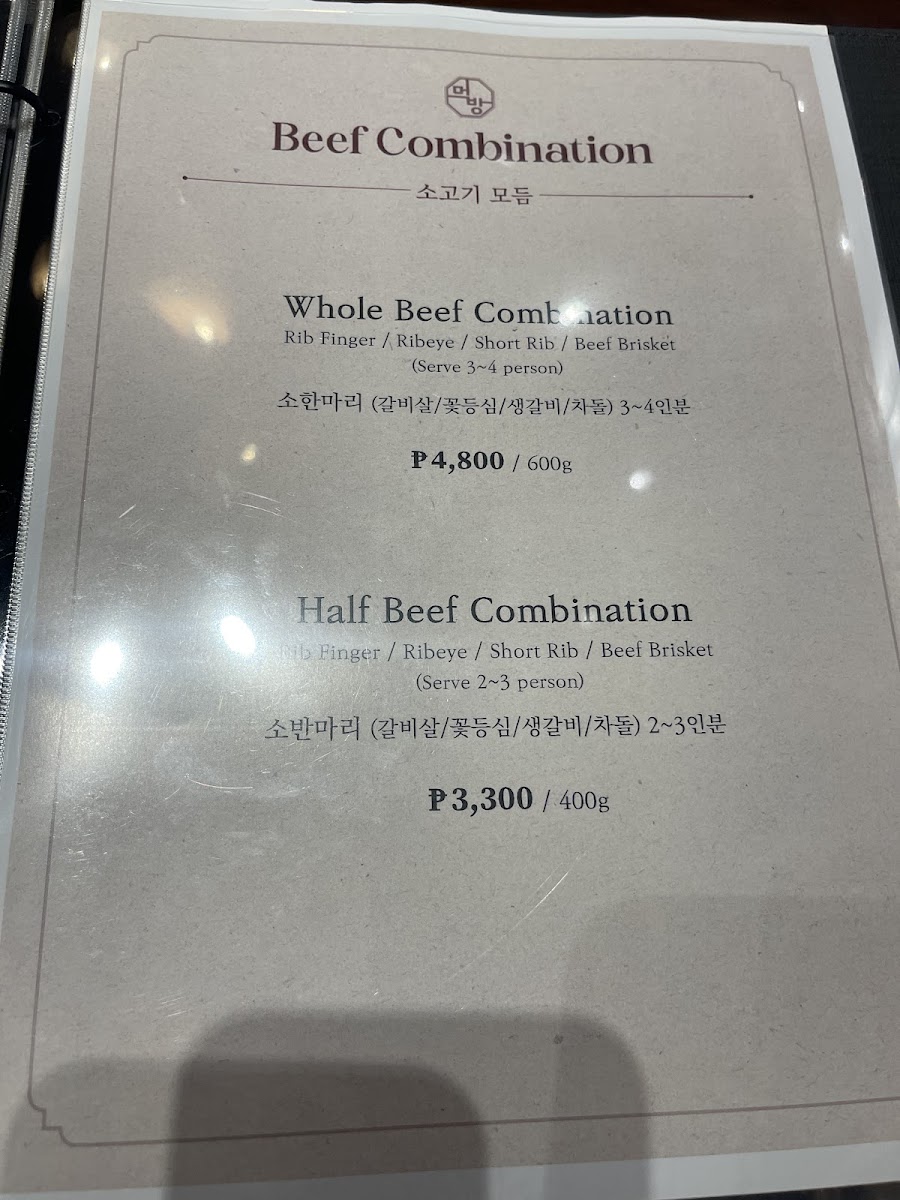 먹방
Beef Combination
소고기 모듬
Whole Beef Combination
Rib Finger / Ribeye / Short Rib / Beef Brisket
(Serve 3~4 person)
소한마리 (갈비살/꽃등심/생갈비/차돌) 3~4인분
₱4,800 / 600g
Half Beef Combination
Rib Finger / Ribeye / Short Rib / Beef Brisket
(Serve 2~3 person)
소반마리 (갈비살/꽃등심/생갈비/차돌) 2~3인분
₱3,300 / 400g